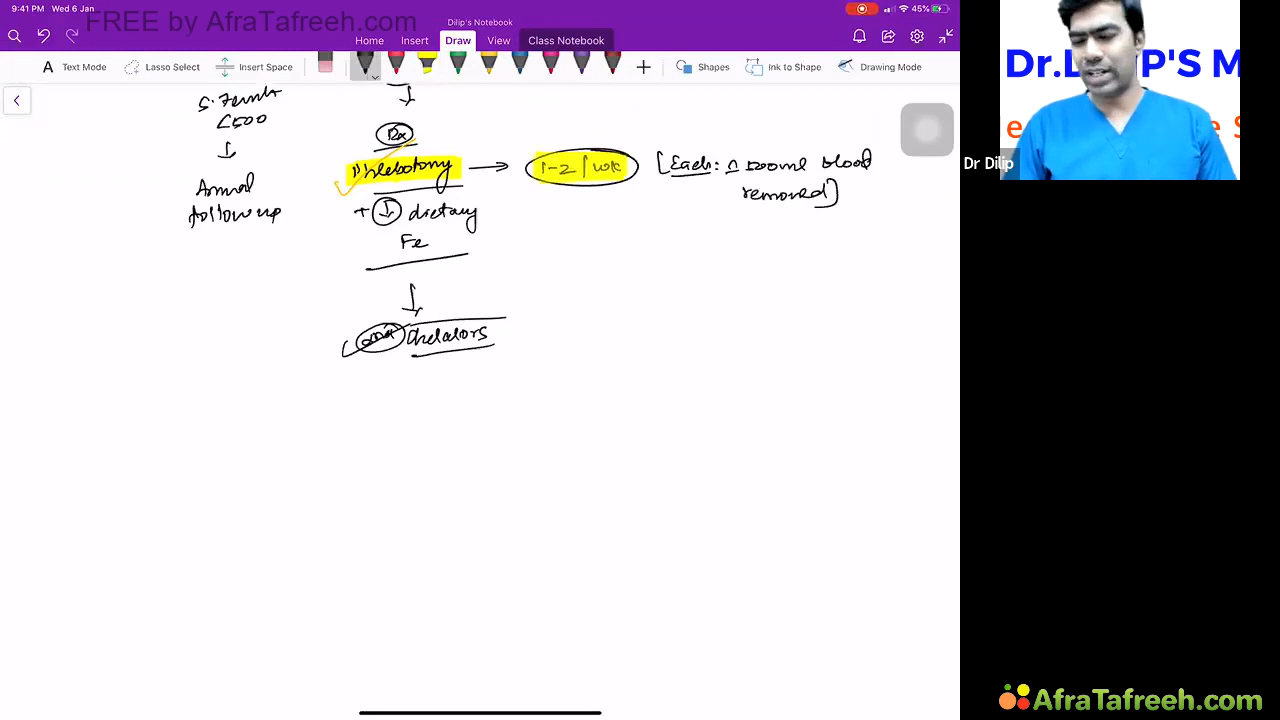 9:41 PM Wed 6 Jan
45%
FREE by AfraTafreeh.com
Dilip's Notebook
Home Insert Draw View Class Notebook
Text Mode Lasso Select Insert Space Shapes Ink to Shape Drawing Mode
<500
↓
Annual
follow up
↓
Rx
Phlebotomy → 1-2 / wk [Each: 500ml blood
removed]
+ ↓ dietary
Fe
↓
Chelators
Dr.D IP'S M
e e S
Dr Dilip
AfraTafreeh.com